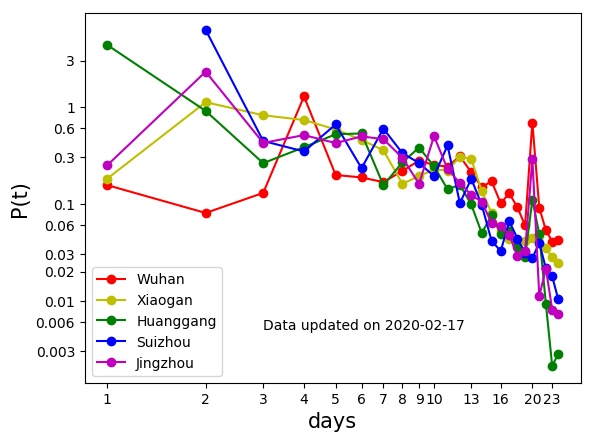 P(t)
3
1
0.6
0.3
0.1
0.06
0.03
0.02
0.01
0.006
0.003
Wuhan
Xiaogan
Huanggang
Suizhou
Jingzhou
Data updated on 2020-02-17
1 2 3 4 5 6 7 8 9 10 13 16 20 23
days